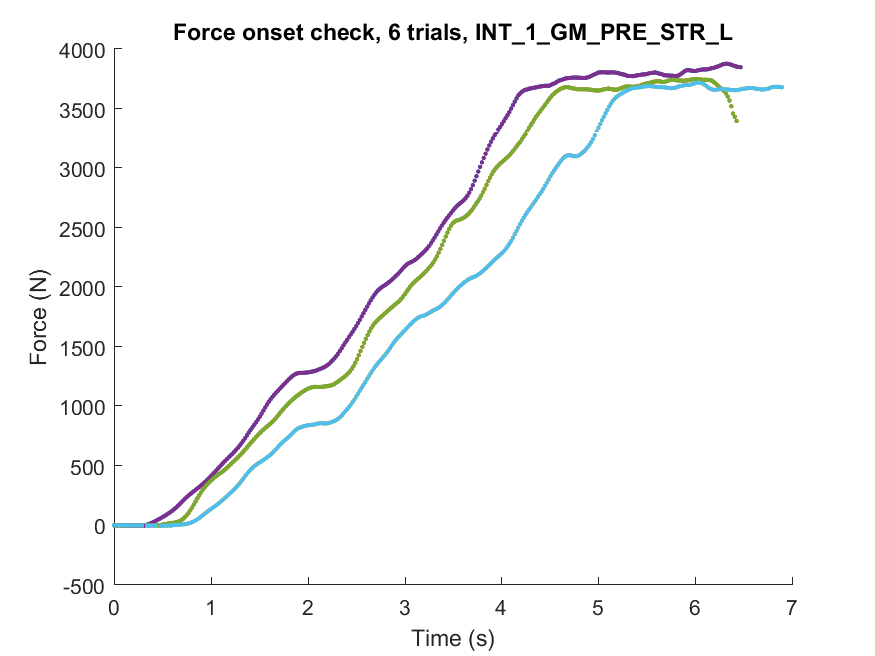 Force onset check, 6 trials, INT_1_GM_PRE_STR_L
4000
3500
3000
2500
2000
1500
1000
500
0
-500
Force (N)
0 1 2 3 4 5 6 7
Time (s)